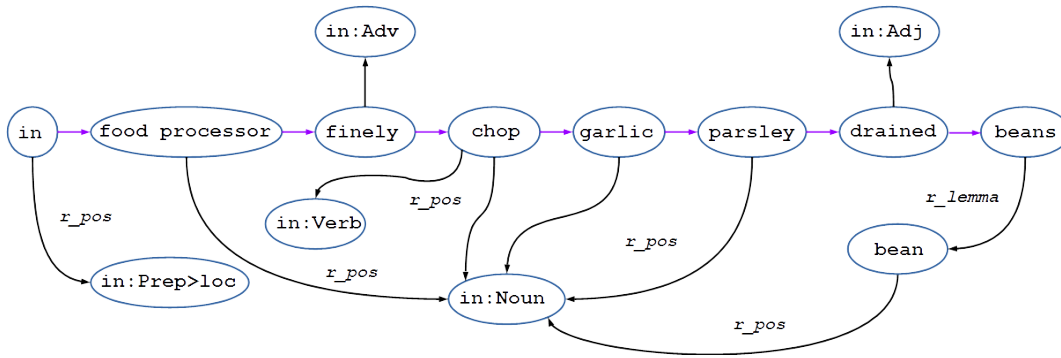 in:Adv in:Adj
in food processor finely chop garlic parsley drained beans
r_pos r_pos r_lemma
in:Verb r_pos bean
in:Prep>loc r_pos in:Noun
r_pos